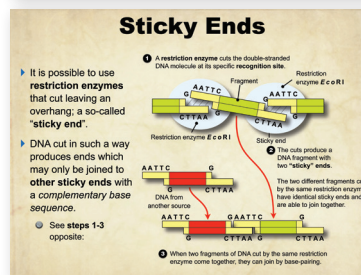 Sticky Ends
It is possible to use
restriction enzymes
that cut leaving an
overhang; a so-called
"sticky end".
DNA cut in such a way
produces ends which
may only be joined to
other sticky ends with
a complementary base
sequence.
See steps 1-3
opposite:
1 A restriction enzyme cuts the double-stranded
DNA molecule at its specific recognition site.
Fragment
Restriction
enzyme EcoRI
AATTC
G
AATTC
G
G
CTTAA
G
CTTAA
Restriction enzyme EcoRI
Sticky end
2 The cuts produce a
DNA fragment with
two "sticky" ends.
AATTC
G
G
CTTAA
DNA from
another source
The two different fragments c
by the same restriction enzym
have identical sticky ends and
are able to join together.
AATTC
G
GAATTC
G
G
CTTAA
G
CTTAA
3 When two fragments of DNA cut by the same restriction
enzyme come together, they can join by base-pairing.